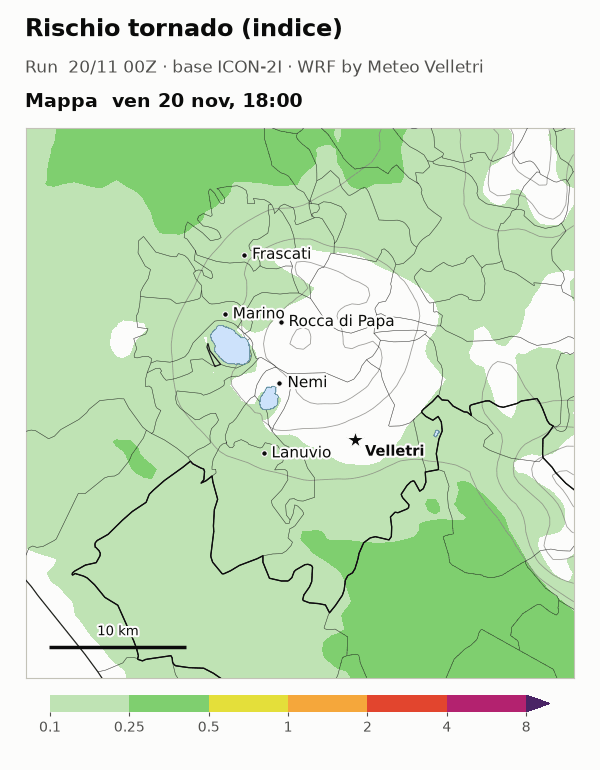 Rischio tornado (indice)
Run  20/11 00Z · base ICON-2I · WRF by Meteo Velletri
Mappa  ven 20 nov, 18:00
Frascati
Marino
Rocca di Papa
Nemi
Velletri
Lanuvio
10 km
0.1 0.25 0.5 1 2 4 8